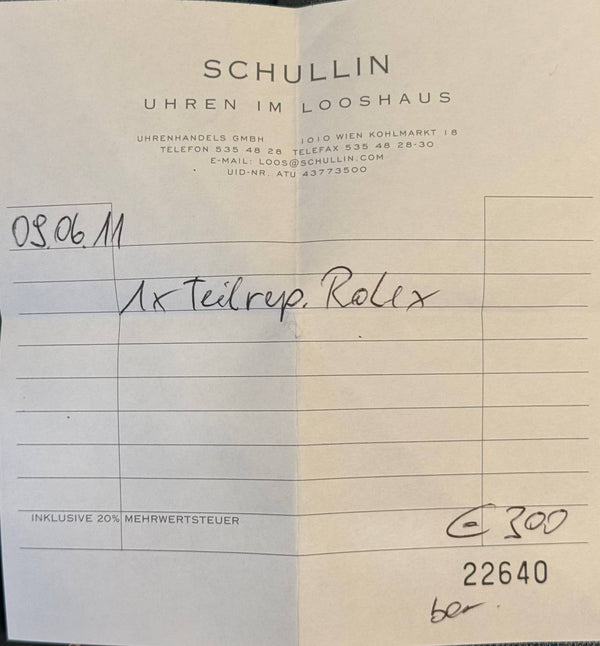 SCHULLIN
UHREN IM LOOSHAUS
UHRENHANDELS GMBH 1010 WIEN KOHLMARKT 18
TELEFON 535 48 28 TELEFAX 535 48 28-30
E-MAIL: LOOS@SCHULLIN.COM
UID-NR. ATU 43773500
09.06.11
1x Teilrep. Rolex
INKLUSIVE 20% MEHRWERTSTEUER
€ 300
22640
ber.